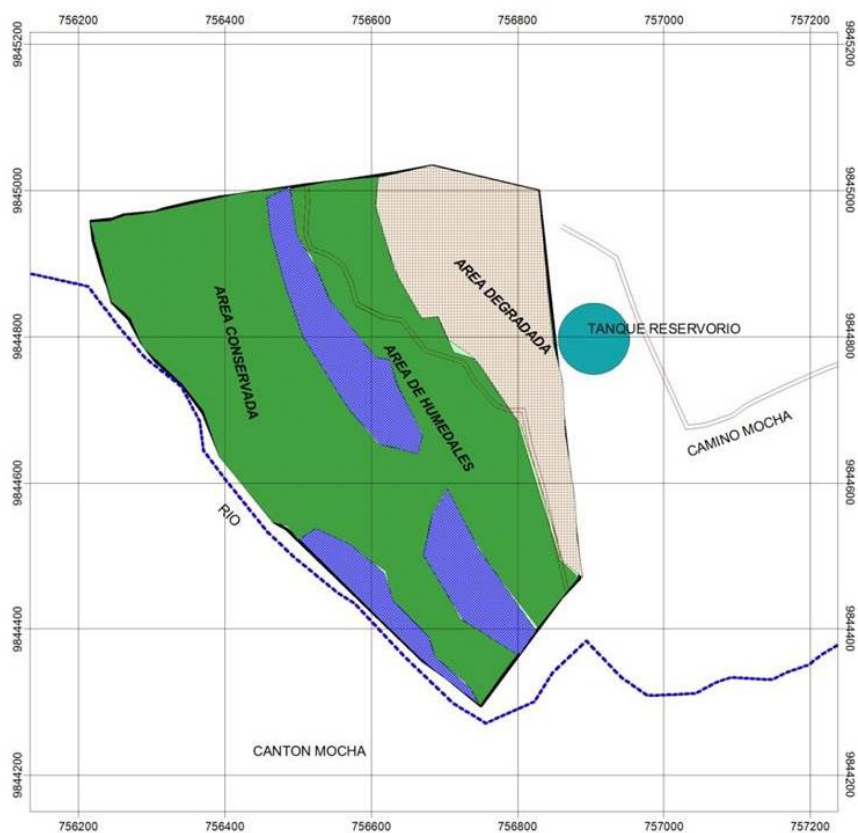 756200 756400 756600 756800 757000 757200
9845200 9845200
9845000 9845000
AREA DEGRADADA
AREA CONSERVADA
TANQUE RESERVORIO
9844800 9844800
AREA DE HUMEDALES
CAMINO MOCHA
9844600 9844600
RIO
9844400 9844400
CANTON MOCHA
9844200 9844200
756200 756400 756600 756800 757000 757200